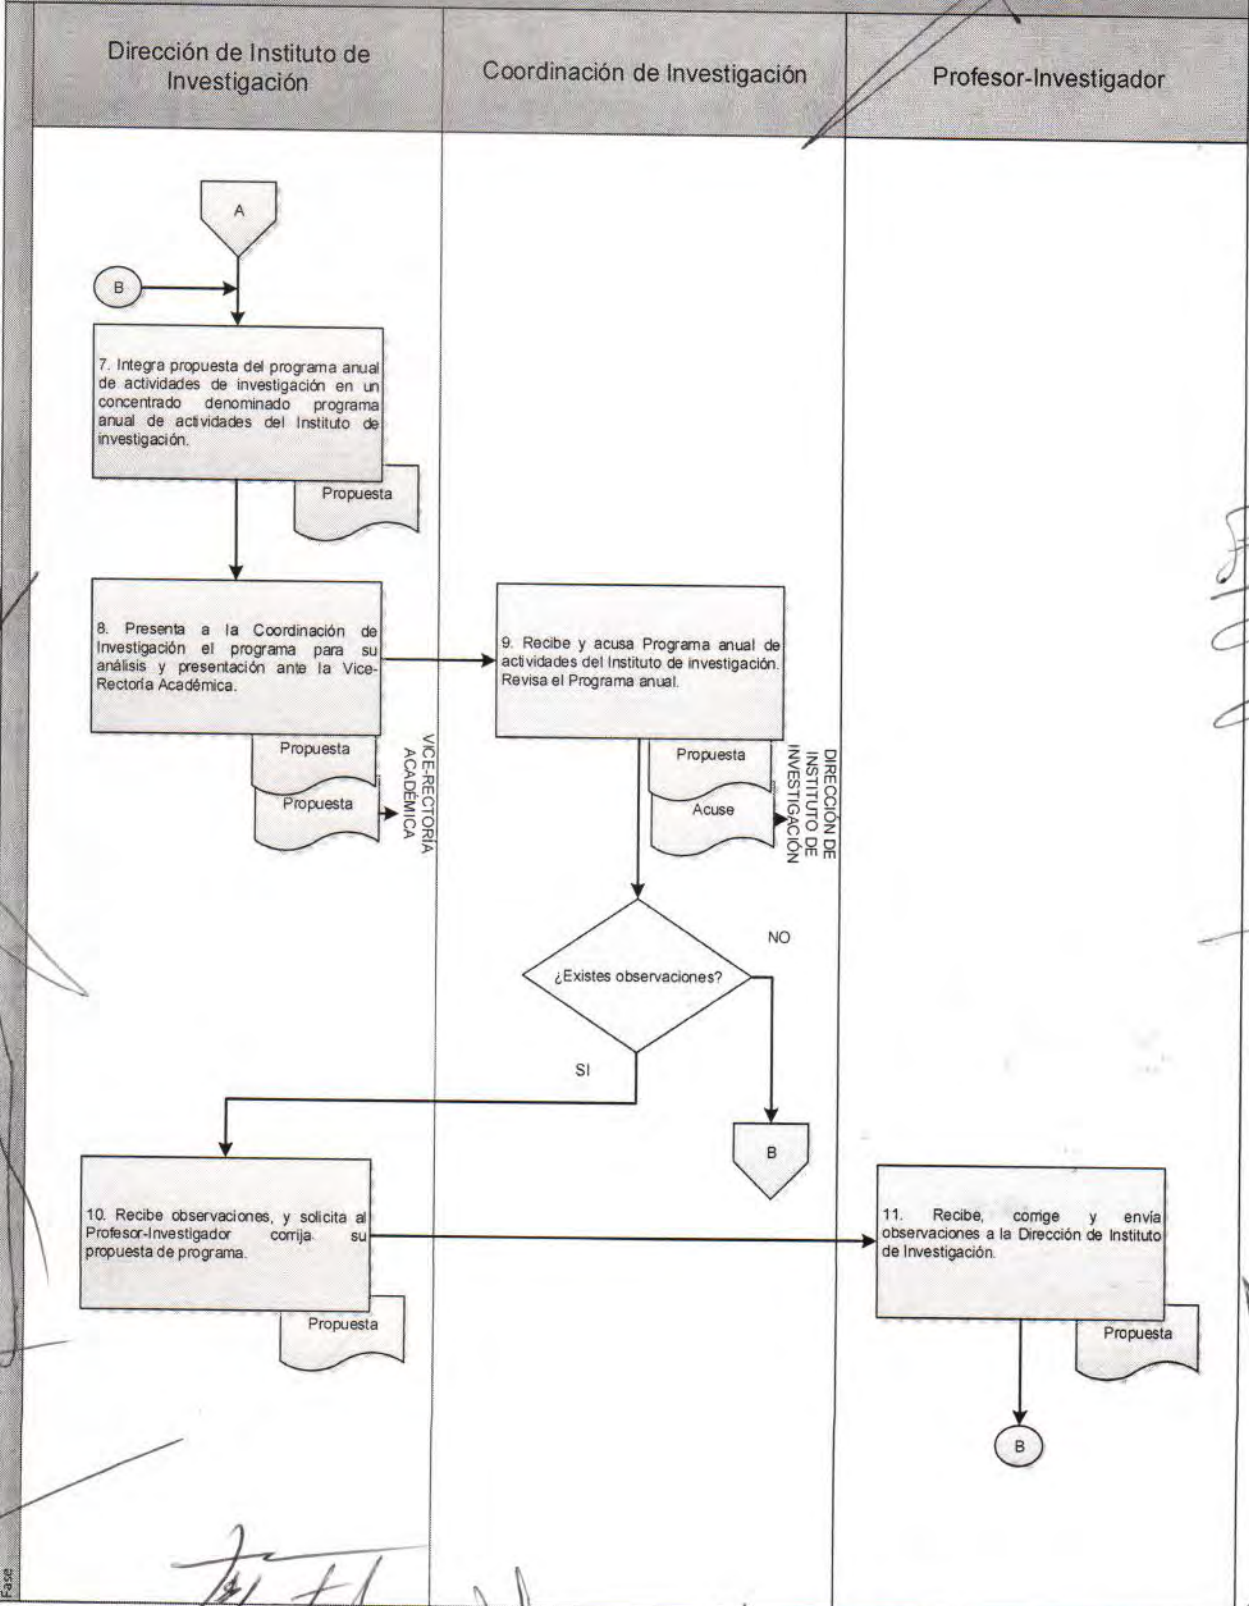 Dirección de Instituto de
Investigación
Coordinación de Investigación
Profesor-Investigador
A
B
7. Integra propuesta del programa anual
de actividades de investigación en un
concentrado denominado programa
anual de actividades del Instituto de
investigación.
Propuesta
8. Presenta a la Coordinación de
Investigación el programa para su
análisis y presentación ante la Vice-
Rectoría Académica.
Propuesta
Propuesta
VICE-RECTORÍA
ACADÉMICA
9. Recibe y acusa Programa anual de
actividades del Instituto de investigación.
Revisa el Programa anual.
Propuesta
Acuse
DIRECCIÓN DE
INSTITUTO DE
INVESTIGACIÓN
¿Existes observaciones?
NO
SI
B
10. Recibe observaciones, y solicita al
Profesor-Investigador corrija su
propuesta de programa.
Propuesta
11. Recibe, corrige y envía
observaciones a la Dirección de Instituto
de Investigación.
Propuesta
B
Fase